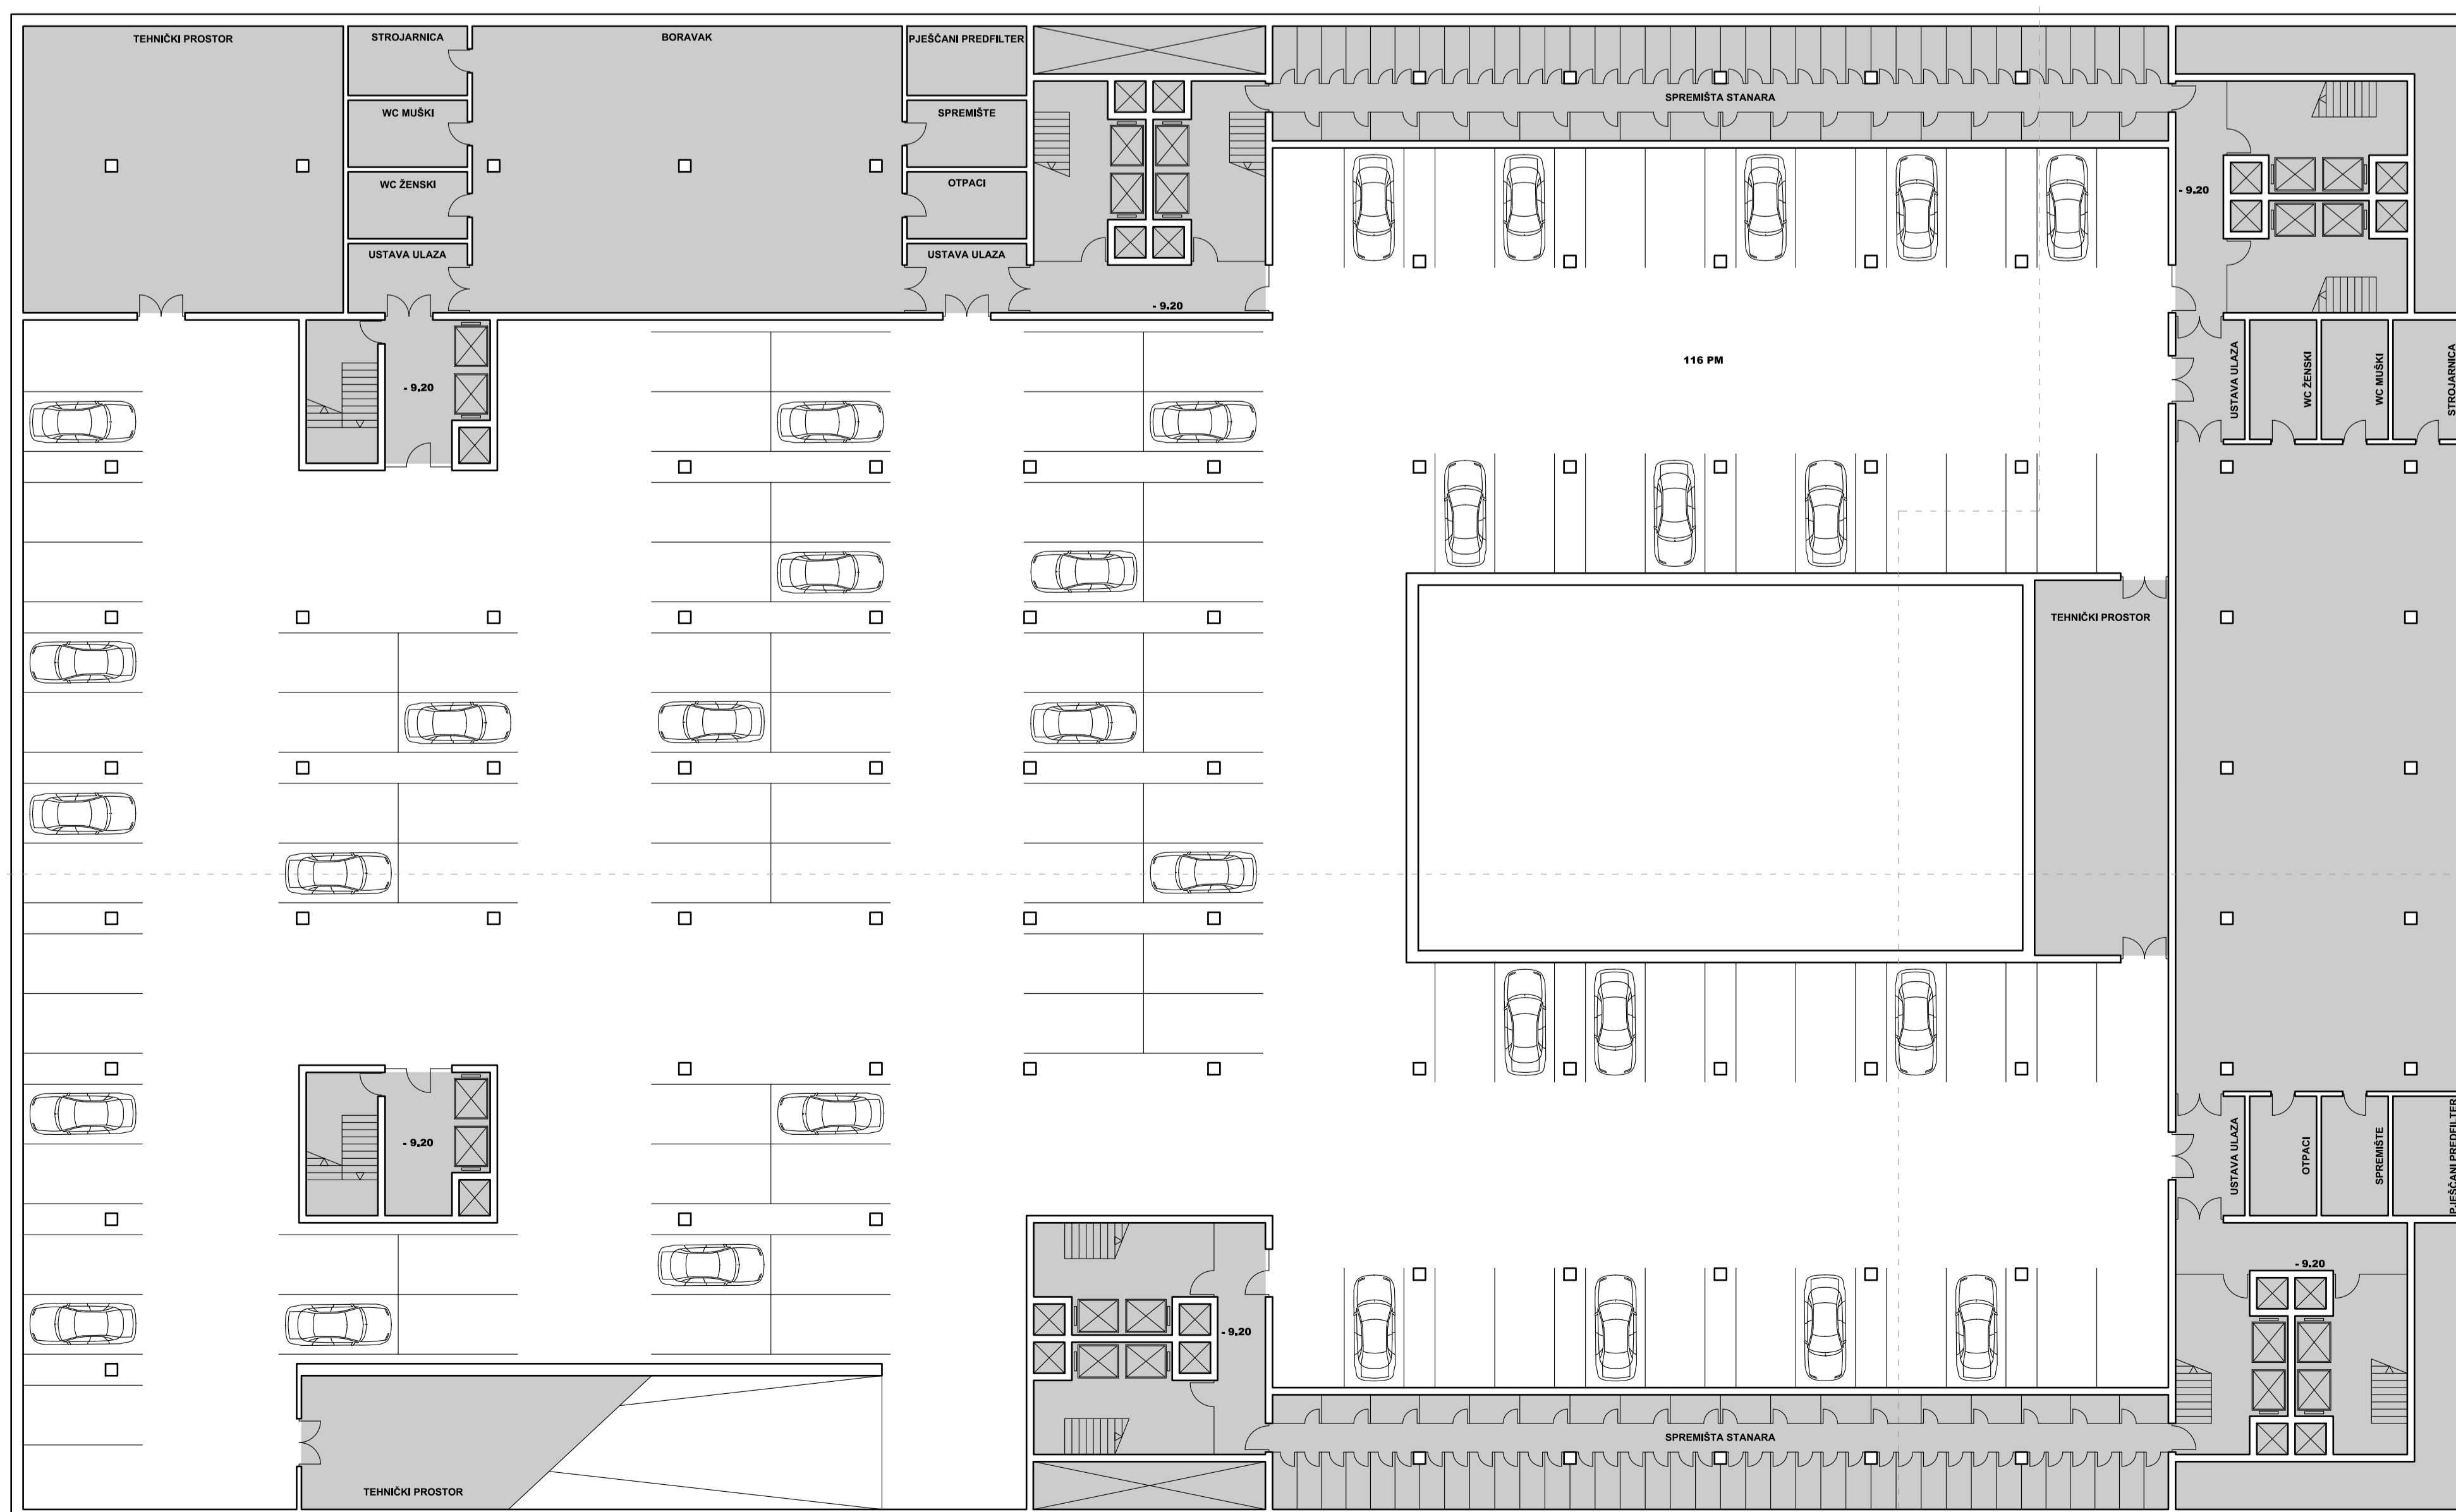 TEHNIČKI PROSTOR
STROJARNICA
BORAVAK
PJEŠČANI PREDFILTER
SPREMIŠTA STANARA
WC MUŠKI
SPREMIŠTE
WC ŽENSKI
OTPACI
- 9.20
USTAVA ULAZA
USTAVA ULAZA
- 9.20
116 PM
- 9.20
USTAVA ULAZA
WC ŽENSKI
WC MUŠKI
STROJARNICA
TEHNIČKI PROSTOR
- 9.20
USTAVA ULAZA
OTPACI
SPREMIŠTE
PJEŠČANI PREDFILTER
- 9.20
- 9.20
SPREMIŠTA STANARA
TEHNIČKI PROSTOR